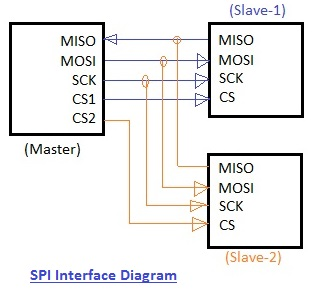 (Slave-1)
MISO
MOSI
SCK
CS1
CS2
(Master)
MISO
MOSI
SCK
CS
MISO
MOSI
SCK
CS
(Slave-2)
SPI Interface Diagram